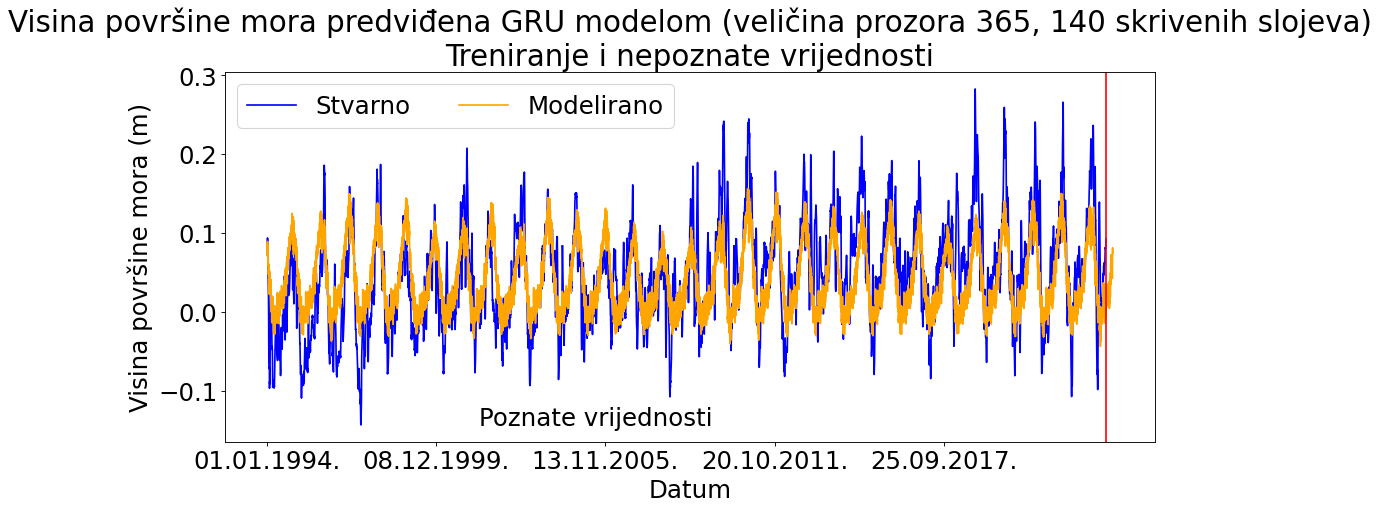 Visina površine mora predviđena GRU modelom (veličina prozora 365, 140 skrivenih slojeva)
Treniranje i nepoznate vrijednosti
Stvarno
Modelirano
Visina površine mora (m)
0.3
0.2
0.1
0.0
−0.1
Poznate vrijednosti
01.01.1994.
08.12.1999.
13.11.2005.
20.10.2011.
25.09.2017.
Datum